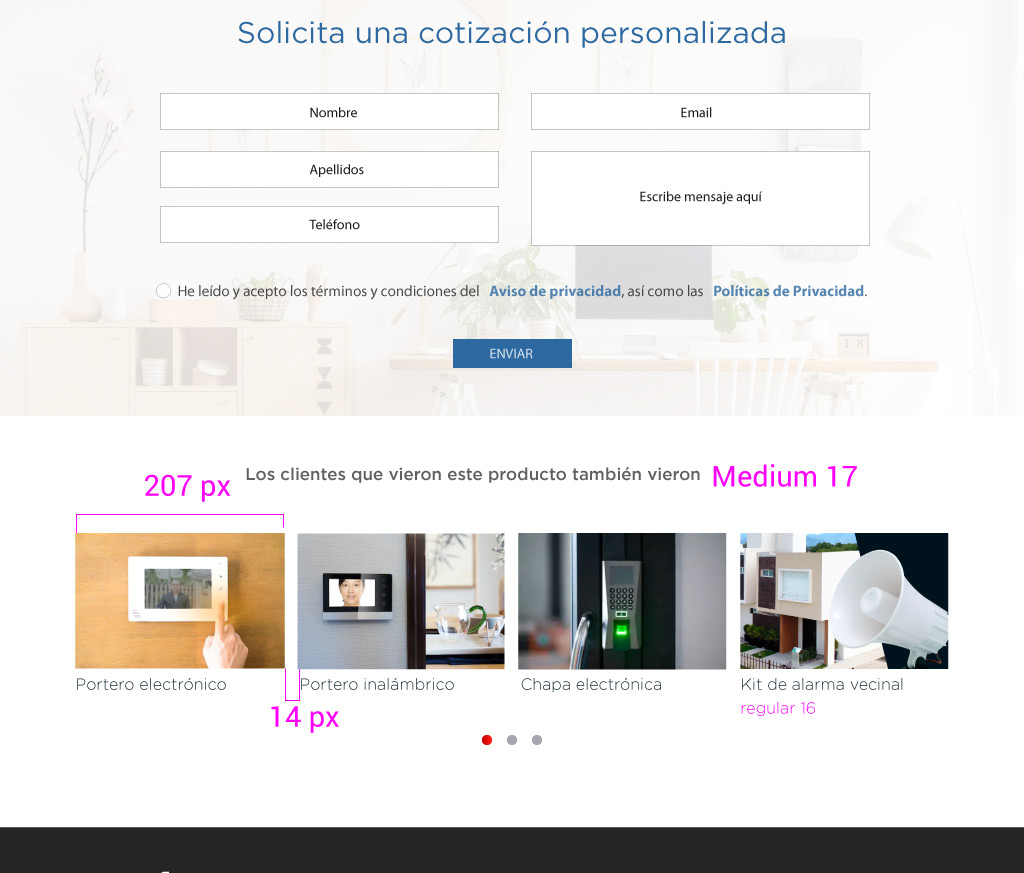 Solicita una cotización personalizada
Nombre
Email
Apellidos
Escribe mensaje aquí
Teléfono
He leído y acepto los términos y condiciones del Aviso de privacidad, así como las Políticas de Privacidad.
ENVIAR
207 px
Los clientes que vieron este producto también vieron
Medium 17
Portero electrónico
Portero inalámbrico
Chapa electrónica
Kit de alarma vecinal
regular 16
14 px
18